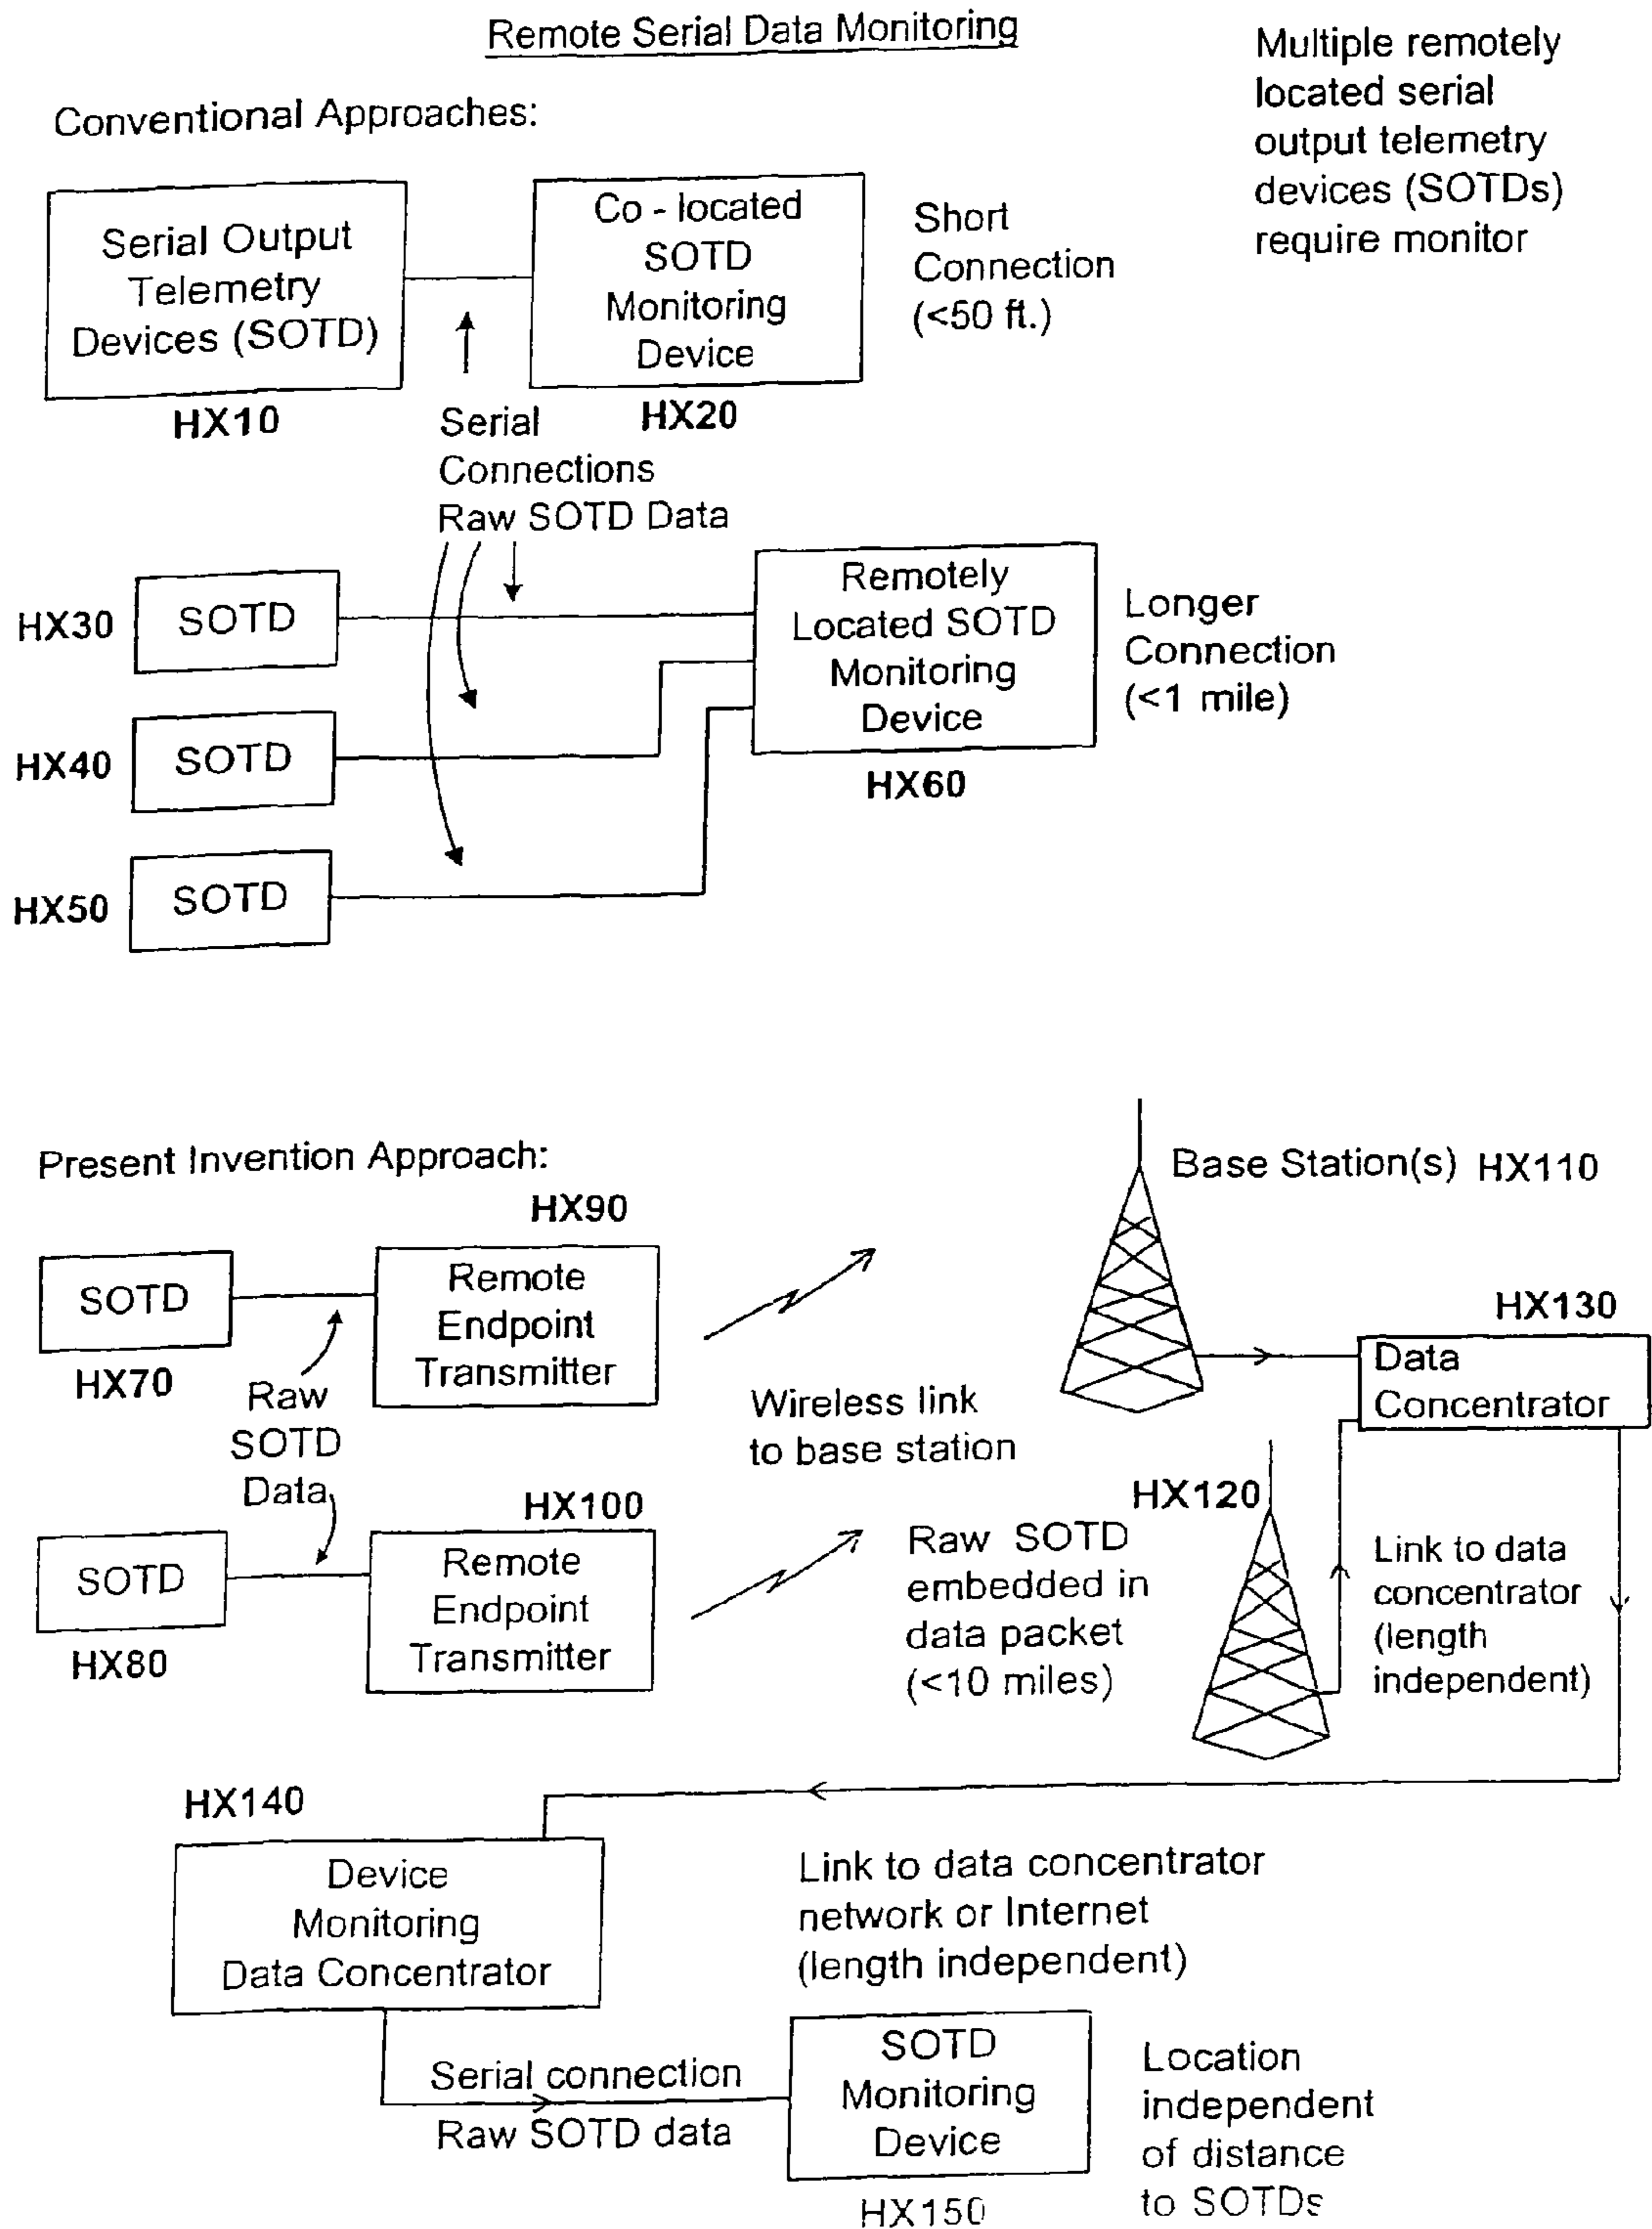 Remote Serial Data Monitoring
Multiple remotely
located serial
output telemetry
devices (SOTDs)
require monitor
Conventional Approaches:
Serial Output
Telemetry
Devices (SOTD)
HX10
Co - located
SOTD
Monitoring
Device
HX20
Short
Connection
(<50 ft.)
Serial
Connections
Raw SOTD Data
HX30
SOTD
HX40
SOTD
HX50
SOTD
Remotely
Located SOTD
Monitoring
Device
HX60
Longer
Connection
(<1 mile)
Present Invention Approach:
HX90
SOTD
HX70
Remote
Endpoint
Transmitter
Raw
SOTD
Data
HX100
SOTD
HX80
Remote
Endpoint
Transmitter
Wireless link
to base station
Raw SOTD
embedded in
data packet
(<10 miles)
Base Station(s) HX110
HX130
Data
Concentrator
HX120
Link to data
concentrator
(length
independent)
HX140
Device
Monitoring
Data Concentrator
Link to data concentrator
network or Internet
(length independent)
Serial connection
Raw SOTD data
SOTD
Monitoring
Device
HX150
Location
independent
of distance
to SOTDs